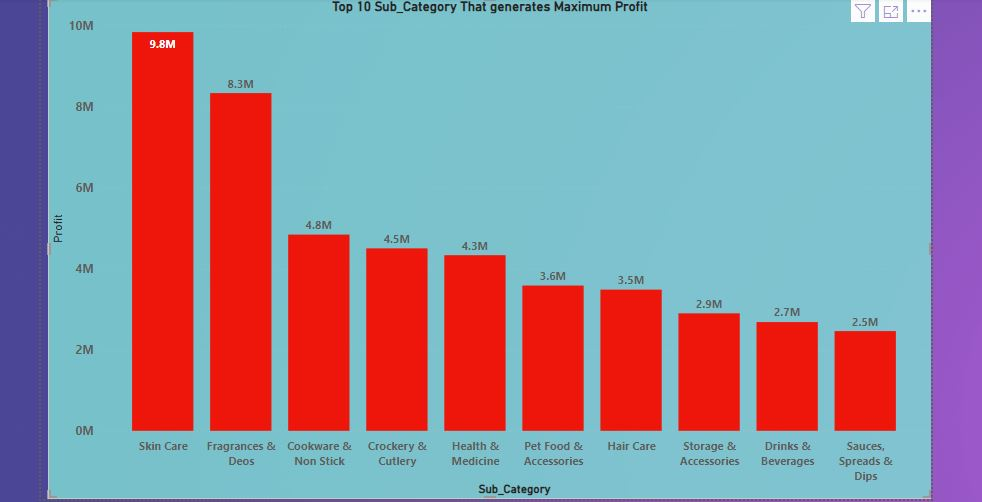 Top 10 Sub_Category That generates Maximum Profit
10M
8M
6M
4M
2M
0M
Profit
9.8M
8.3M
4.8M
4.5M
4.3M
3.6M
3.5M
2.9M
2.7M
2.5M
Skin Care
Fragrances &
Deos
Cookware &
Non Stick
Crockery &
Cutlery
Health &
Medicine
Pet Food &
Accessories
Hair Care
Storage &
Accessories
Drinks &
Beverages
Sauces,
Spreads &
Dips
Sub_Category